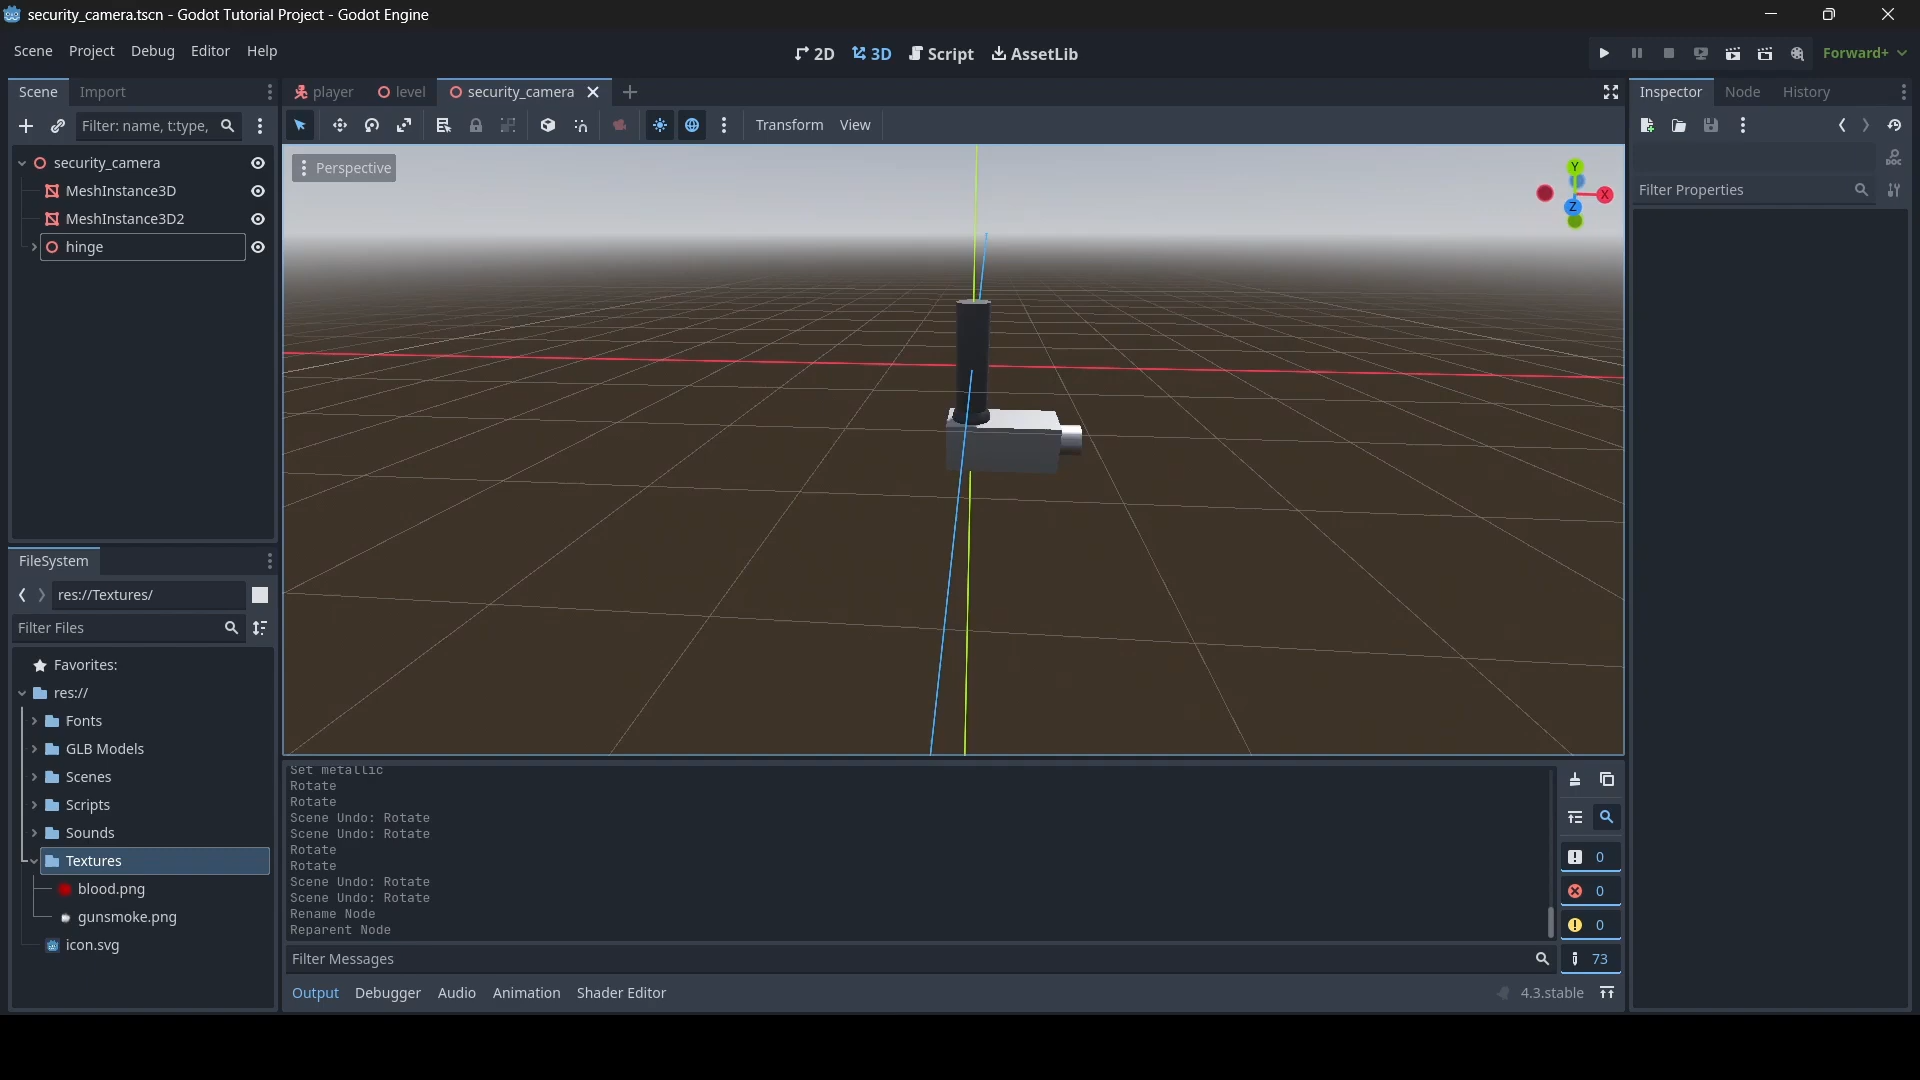 security_camera.tscn - Godot Tutorial Project - Godot Engine
Scene Project Debug Editor Help
2D 3D Script AssetLib
Forward+
Scene Import
Filter: name, t:type,
security_camera
MeshInstance3D
MeshInstance3D2
hinge
FileSystem
res://Textures/
Filter Files
Favorites:
res://
Fonts
GLB Models
Scenes
Scripts
Sounds
Textures
blood.png
gunsmoke.png
icon.svg
player level security_camera
Transform View
Perspective
Y
X
Z
Set metallic
Rotate
Rotate
Scene Undo: Rotate
Scene Undo: Rotate
Rotate
Rotate
Scene Undo: Rotate
Scene Undo: Rotate
Rename Node
Reparent Node
0
0
0
73
Filter Messages
Output Debugger Audio Animation Shader Editor
4.3.stable
Inspector Node History
DOC
Filter Properties